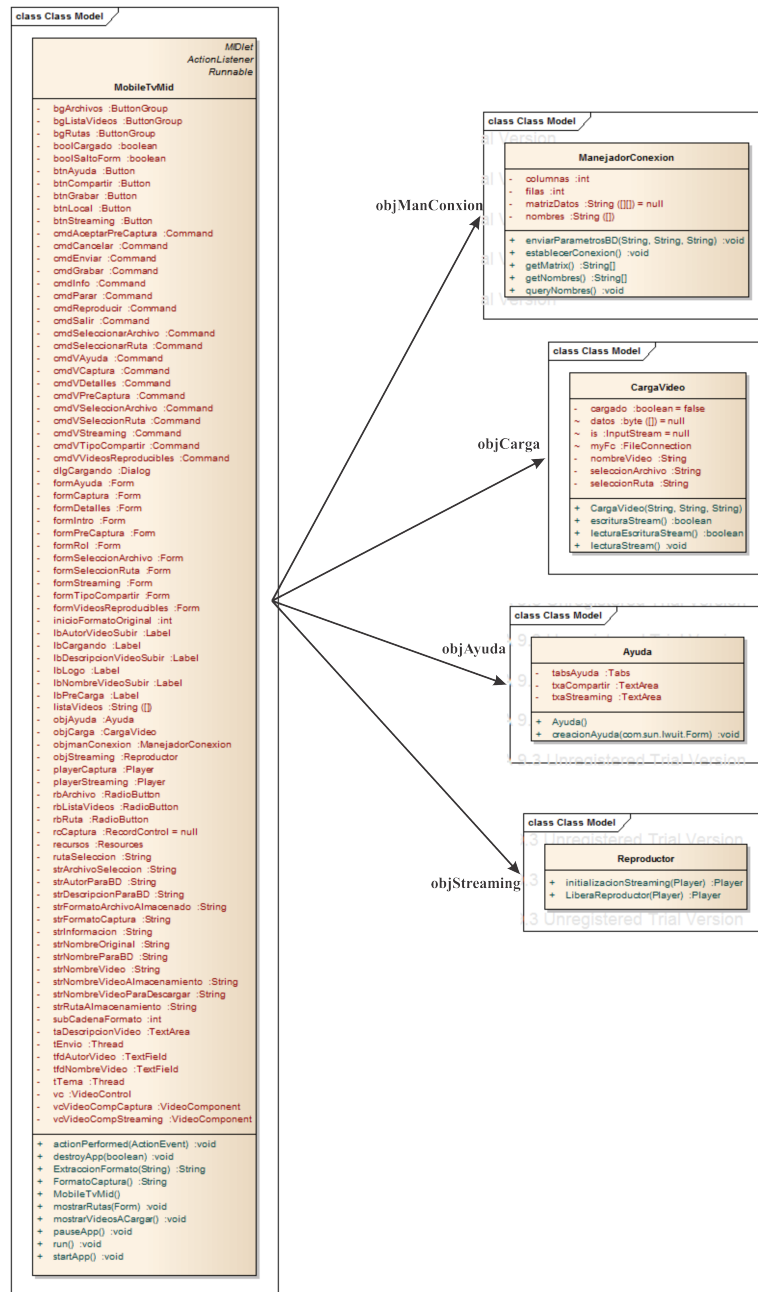 class Class Model
MIDlet
ActionListener
Runnable
MobileTvMid
- bgArchivos :ButtonGroup
- bgListaVideos :ButtonGroup
- bgRutas :ButtonGroup
- boolCargado :boolean
- boolSaltoForm :boolean
- btnAyuda :Button
- btnCompartir :Button
- btnGrabar :Button
- btnLocal :Button
- btnStreaming :Button
- cmdAceptarPreCaptura :Command
- cmdCancelar :Command
- cmdEnviar :Command
- cmdGrabar :Command
- cmdInfo :Command
- cmdParar :Command
- cmdReproducir :Command
- cmdSalir :Command
- cmdSeleccionarArchivo :Command
- cmdSeleccionarRuta :Command
- cmdVAyuda :Command
- cmdVCaptura :Command
- cmdVDetalles :Command
- cmdVPreCaptura :Command
- cmdVSeleccionArchivo :Command
- cmdVSeleccionRuta :Command
- cmdVStreaming :Command
- cmdVTipoCompartir :Command
- cmdVVideosReproducibles :Command
- dlgCargando :Dialog
- formAyuda :Form
- formCaptura :Form
- formDetalles :Form
- formIntro :Form
- formPreCaptura :Form
- formRol :Form
- formSeleccionArchivo :Form
- formSeleccionRuta :Form
- formStreaming :Form
- formTipoCompartir :Form
- formVideosReproducibles :Form
- inicioFormatoOriginal :int
- lbAutorVideoSubir :Label
- lbCargando :Label
- lbDescripcionVideoSubir :Label
- lbLogo :Label
- lbNombreVideoSubir :Label
- lbPreCarga :Label
- listaVideos :String ([])
- objAyuda :Ayuda
- objCarga :CargaVideo
- objmanConexion :ManejadorConexion
- objStreaming :Reproductor
- playerCaptura :Player
- playerStreaming :Player
- rbArchivo :RadioButton
- rbListaVideos :RadioButton
- rbRuta :RadioButton
- rcCaptura :RecordControl = null
- recursos :Resources
- rutaSeleccion :String
- strArchivoSeleccion :String
- strAutorParaBD :String
- strDescripcionParaBD :String
- strFormatoArchivoAlmacenado :String
- strFormatoCaptura :String
- strInformacion :String
- strNombreOriginal :String
- strNombreParaBD :String
- strNombreVideo :String
- strNombreVideoAlmacenamiento :String
- strNombreVideoParaDescargar :String
- strRutaAlmacenamiento :String
- subCadenaFormato :int
- taDescripcionVideo :TextArea
- tEnvio :Thread
- tfdAutorVideo :TextField
- tfdNombreVideo :TextField
- tTema :Thread
- vc :VideoControl
- vcVideoCompCaptura :VideoComponent
- vcVideoCompStreaming :VideoComponent
+ actionPerformed(ActionEvent) :void
+ destroyApp(boolean) :void
+ ExtraccionFormato(String) :String
+ FormatoCaptura() :String
+ MobileTvMid()
+ mostrarRutas(Form) :void
+ mostrarVideosACargar() :void
+ pauseApp() :void
+ run() :void
+ startApp() :void
objManConxion
class Class Model
ManejadorConexion
- columnas :int
- filas :int
- matrizDatos :String ([][]) = null
- nombres :String ([])
+ enviarParametrosBD(String, String, String) :void
+ establecerConexion() :void
+ getMatrix() :String[]
+ getNombres() :String[]
+ queryNombres() :void
objCarga
class Class Model
CargaVideo
- cargado :boolean = false
~ datos :byte ([]) = null
~ is :InputStream = null
~ myFc :FileConnection
- nombreVideo :String
- seleccionArchivo :String
- seleccionRuta :String
+ CargaVideo(String, String, String)
+ escrituraStream() :boolean
+ lecturaEscrituraStream() :boolean
+ lecturaStream() :void
objAyuda
class Class Model
Ayuda
- tabsAyuda :Tabs
- txaCompartir :TextArea
- txaStreaming :TextArea
+ Ayuda()
+ creacionAyuda(com.sun.lwuit.Form) :void
9.3 Unregistered Trial Version
objStreaming
class Class Model
3 Unregistered Trial Version
Reproductor
+ initializacionStreaming(Player) :Player
+ LiberaReproductor(Player) :Player
3 Unregistered Trial Version